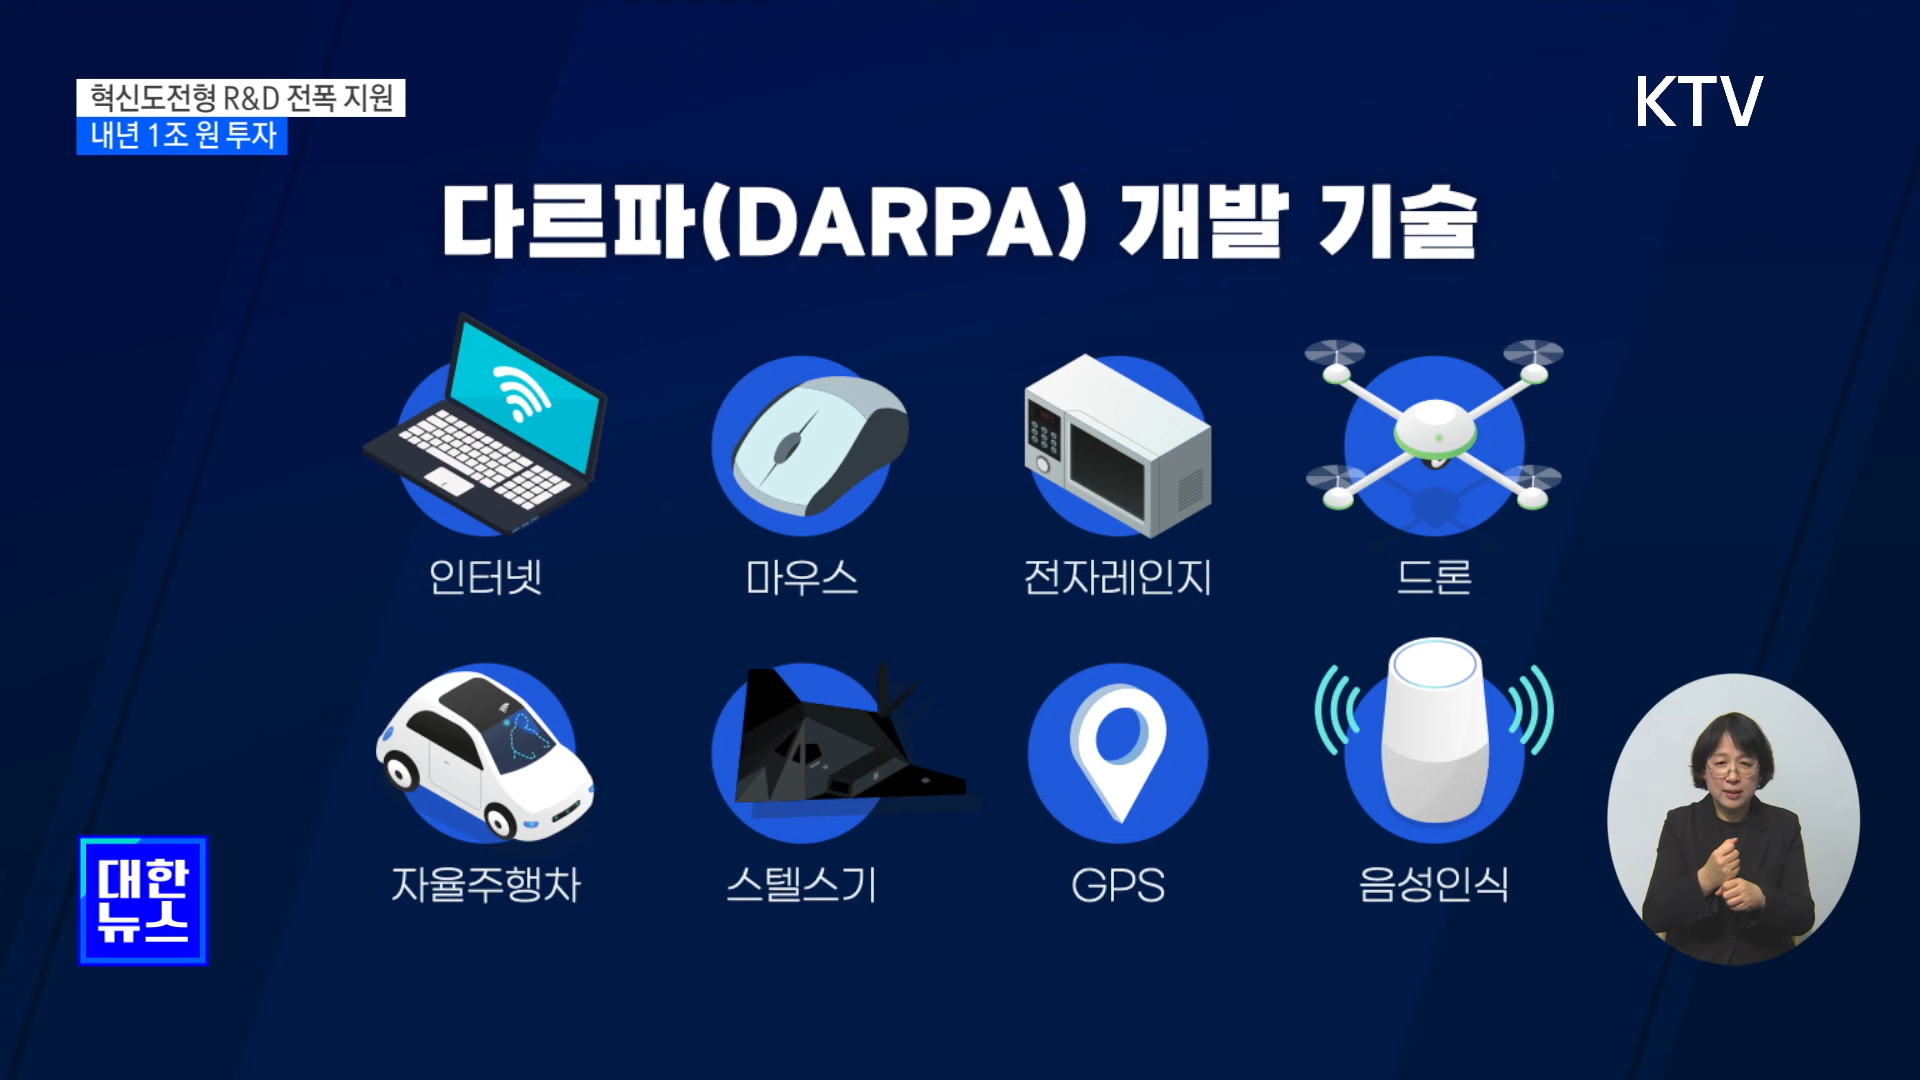 혁신도전형 R&D 전폭 지원
내년 1조 원 투자
KTV
다르파(DARPA) 개발 기술
인터넷
마우스
전자레인지
드론
자율주행차
스텔스기
GPS
음성인식
대한
뉴스